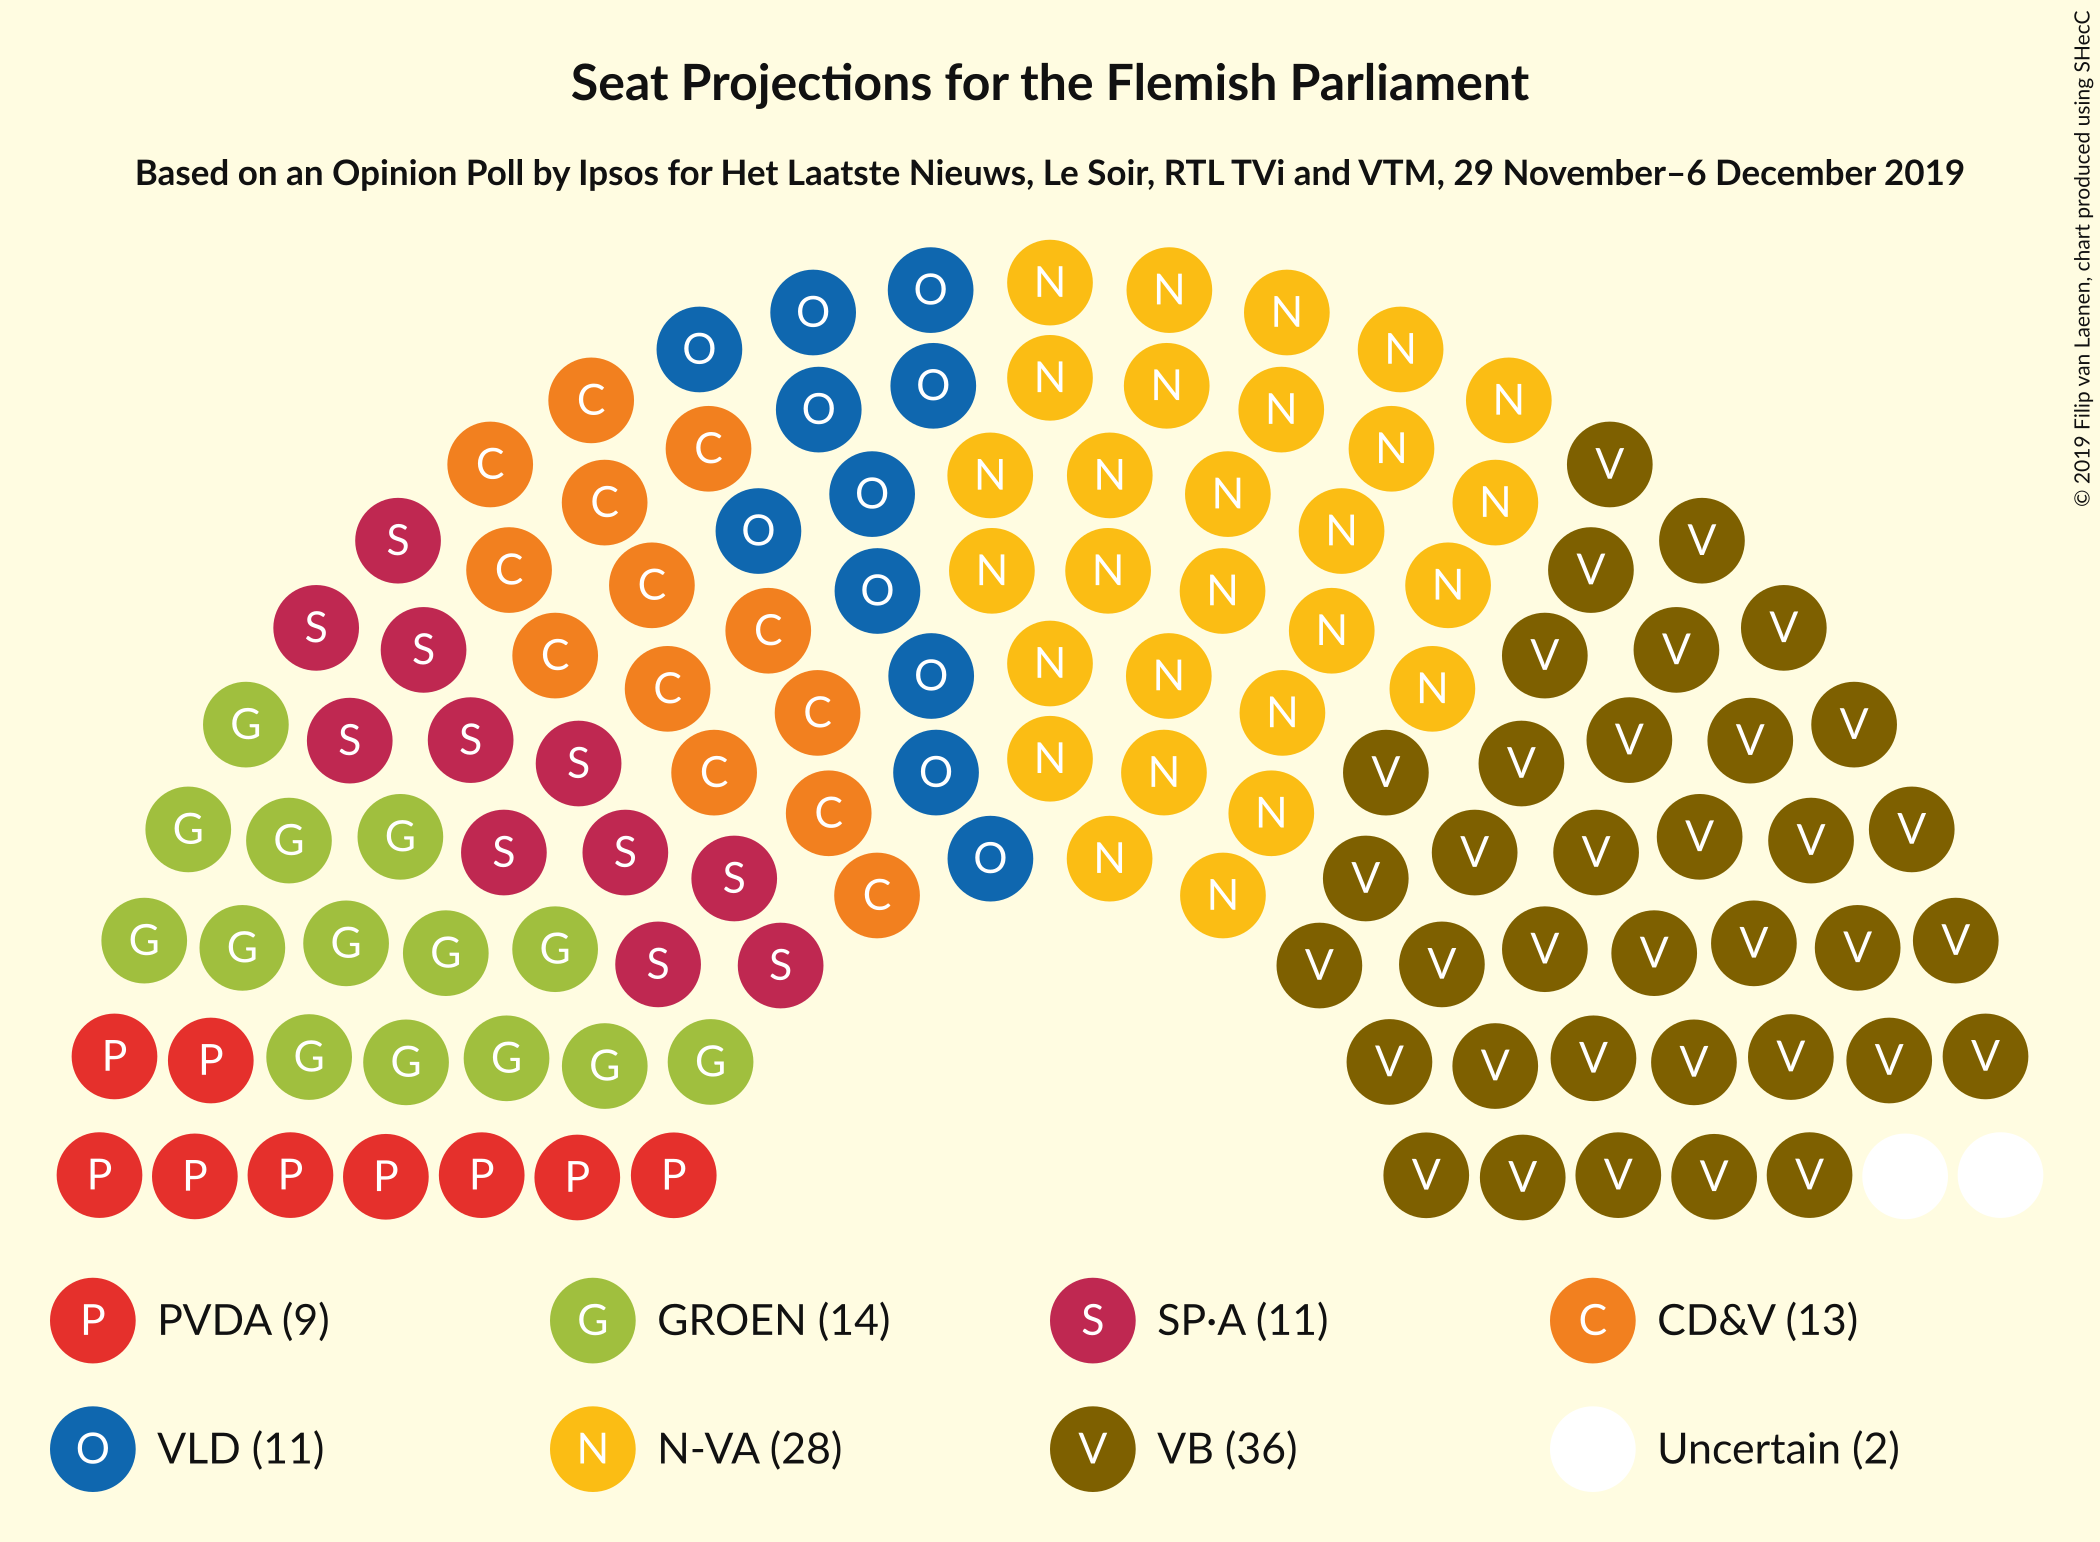 Seat Projections for the Flemish Parliament
Based on an Opinion Poll by Ipsos for Het Laatste Nieuws, Le Soir, RTL TVi and VTM, 29 November–6 December 2019
© 2019 Filip van Laenen, chart produced using SHecC
O N N
O N
O N
O N N
C O N N
C N
C V
N N
O N
C N
O N
S V
C N N V
C O N N
S C N V
S C V V
O N N
C N
G C N V
S S V V
S C O N N V V
G C N V
G G V V
S S O N V V
S C N V
G G G G G S S V V V V V V V
P P G G G G G V V V V V V V
P P P P P P P V V V V V
P PVDA (9)
G GROEN (14)
S SP·A (11)
C CD&V (13)
O VLD (11)
N N-VA (28)
V VB (36)
Uncertain (2)